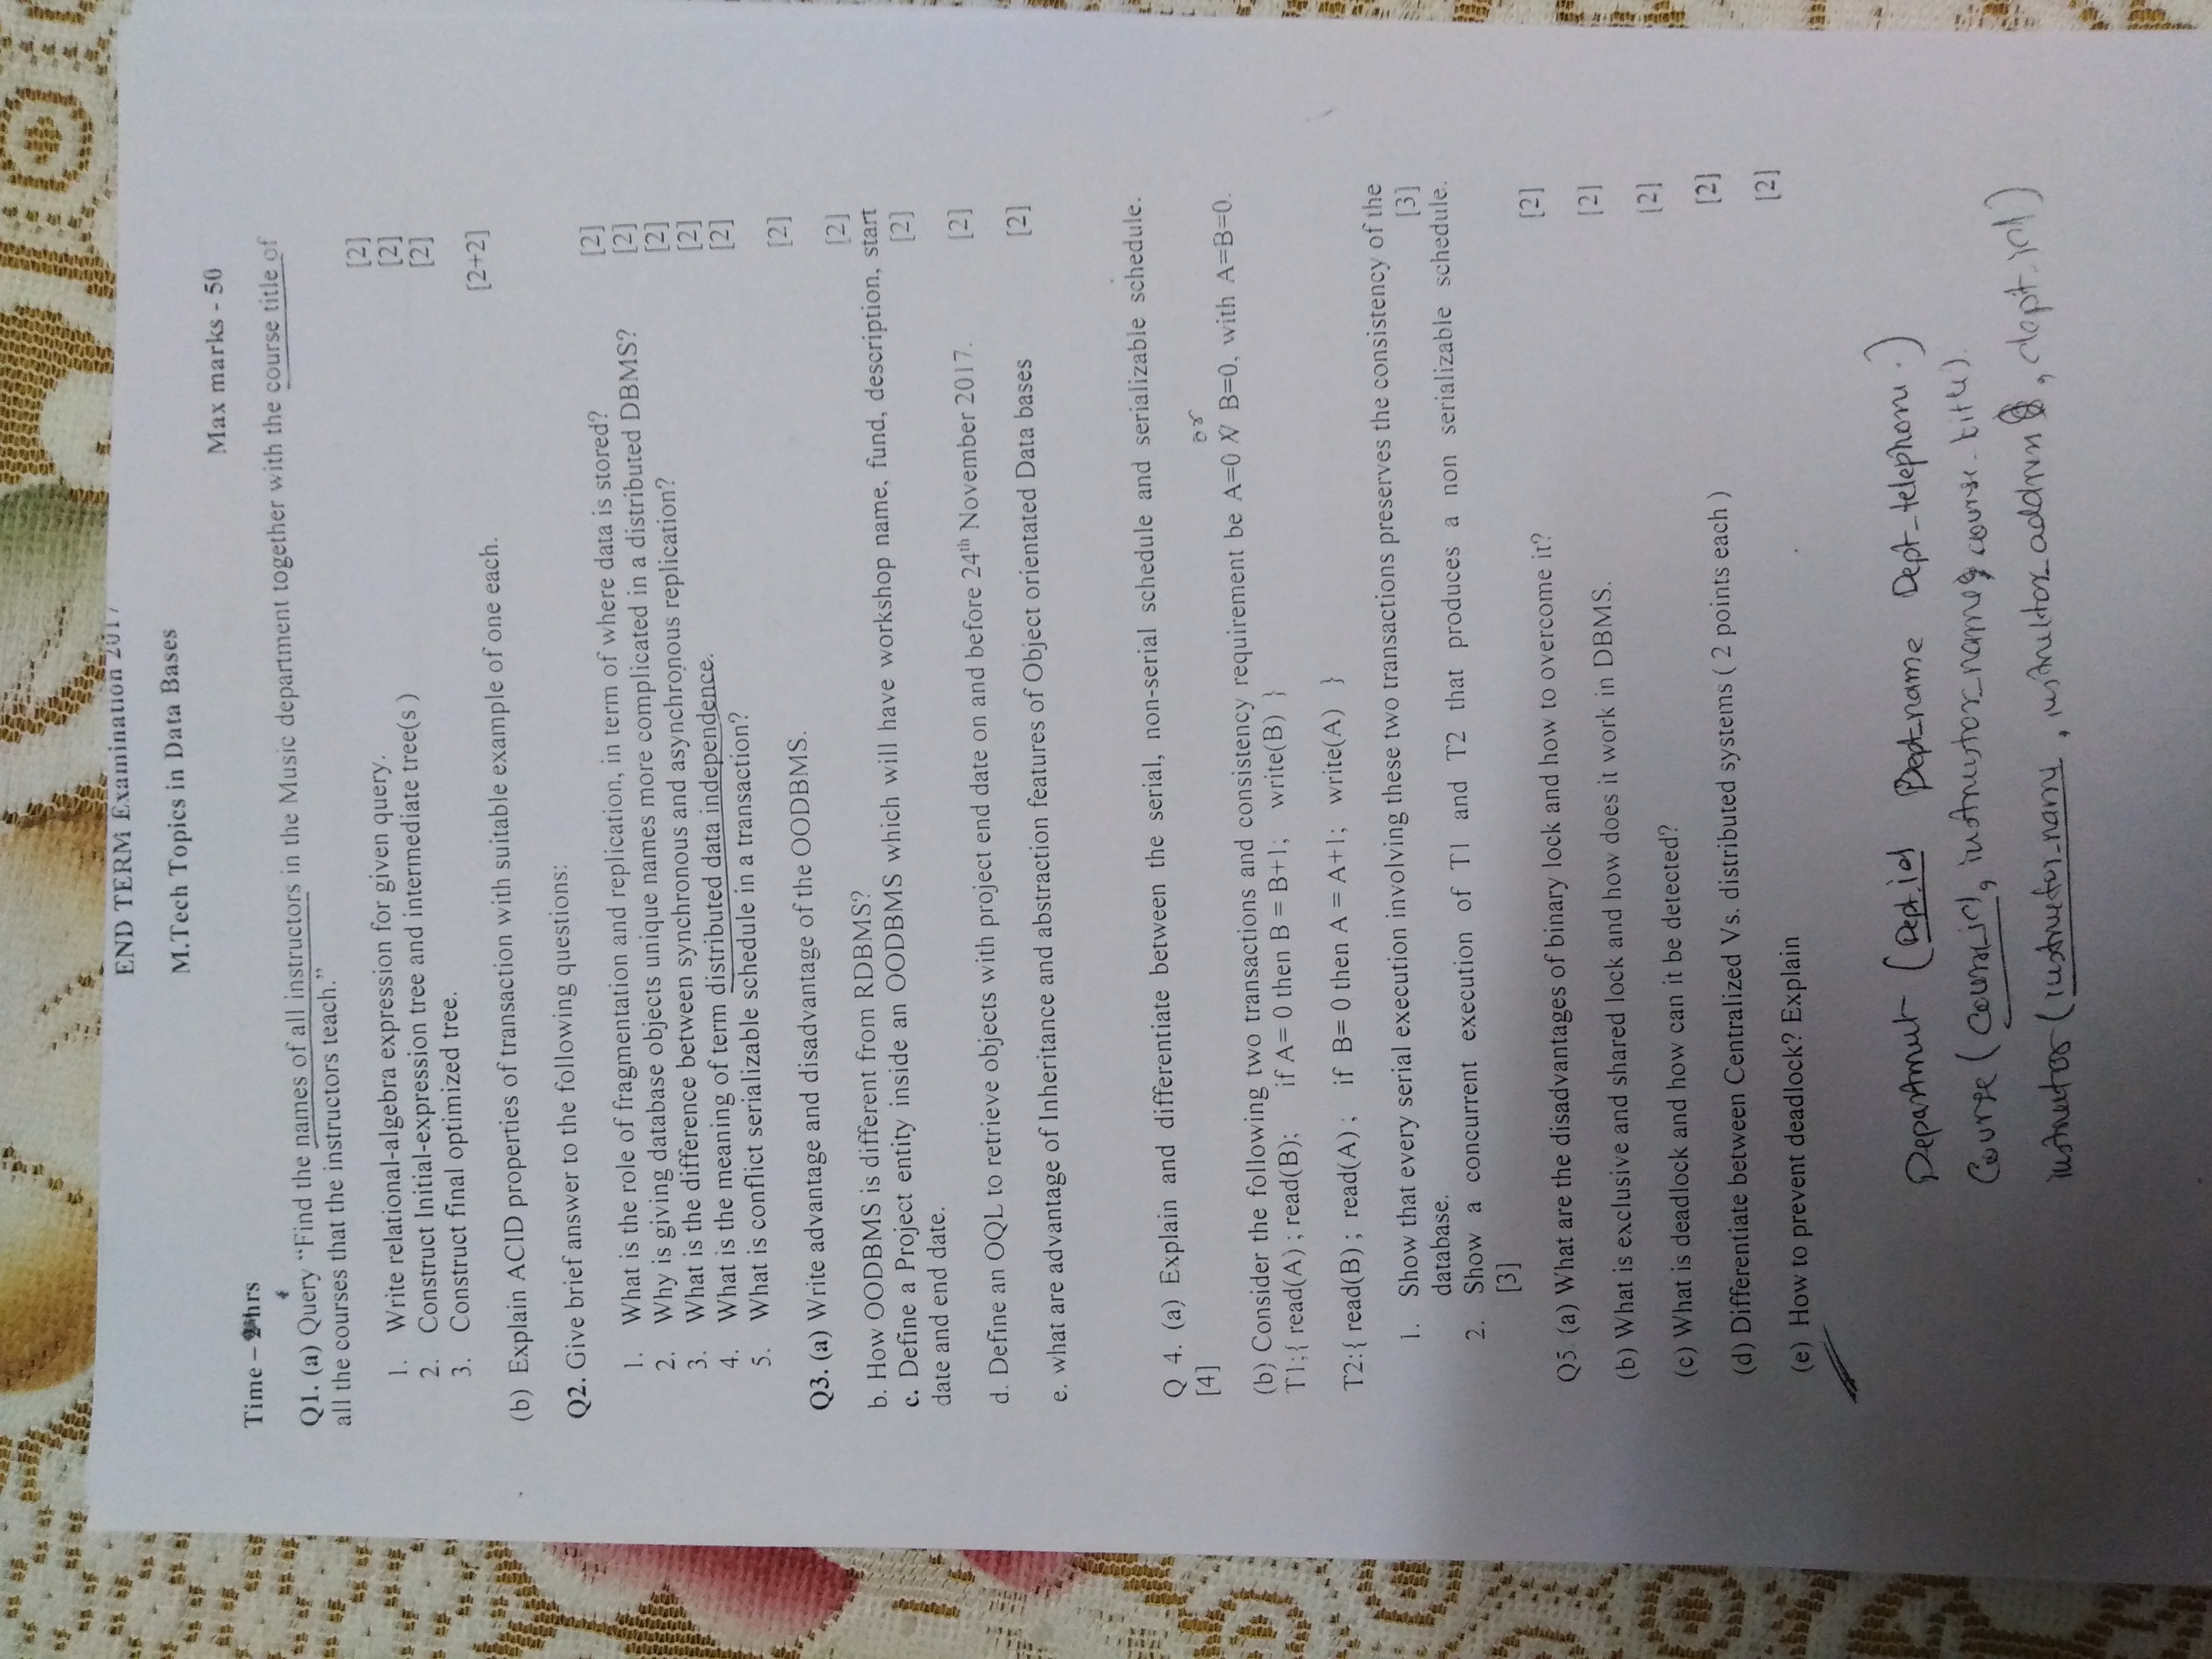 END TERM Examination 2017
M.Tech Topics in Data Bases
Max marks - 50
Time – hrs
Q1. (a) Query “Find the names of all instructors in the Music department together with the course title of
all the courses that the instructors teach.”
1. Write relational-algebra expression for given query. [2]
2. Construct Initial-expression tree and intermediate tree(s ) [2]
3. Construct final optimized tree. [2]
(b) Explain ACID properties of transaction with suitable example of one each. [2+2]
Q2. Give brief answer to the following questions:
1. What is the role of fragmentation and replication, in term of where data is stored? [2]
2. Why is giving database objects unique names more complicated in a distributed DBMS? [2]
3. What is the difference between synchronous and asynchronous replication? [2]
4. What is the meaning of term distributed data independence. [2]
5. What is conflict serializable schedule in a transaction? [2]
Q3. (a) Write advantage and disadvantage of the OODBMS. [2]
b. How OODBMS is different from RDBMS? [2]
c. Define a Project entity inside an OODBMS which will have workshop name, fund, description, start
date and end date. [2]
d. Define an OQL to retrieve objects with project end date on and before 24th November 2017. [2]
e. what are advantage of Inheritance and abstraction features of Object orientated Data bases [2]
Q 4. (a) Explain and differentiate between the serial, non-serial schedule and serializable schedule.
[4]
or
(b) Consider the following two transactions and consistency requirement be A=0 V B=0, with A=B=0.
T1:{ read(A) ; read(B); if A= 0 then B = B+1; write(B) }
T2:{ read(B) ; read(A) ; if B= 0 then A = A+1; write(A) }
1. Show that every serial execution involving these two transactions preserves the consistency of the
database. [3]
2. Show a concurrent execution of T1 and T2 that produces a non serializable schedule.
[3]
Q5 (a) What are the disadvantages of binary lock and how to overcome it? [2]
(b) What is exclusive and shared lock and how does it work in DBMS. [2]
(c) What is deadlock and how can it be detected? [2]
(d) Differentiate between Centralized Vs. distributed systems ( 2 points each ) [2]
(e) How to prevent deadlock? Explain [2]
Department (Dept.id Dept_name Dept_telephone.)
Course (Course_id, instructor_name, course_title)
instructor (instructor_name, instructor_address, dept_id)